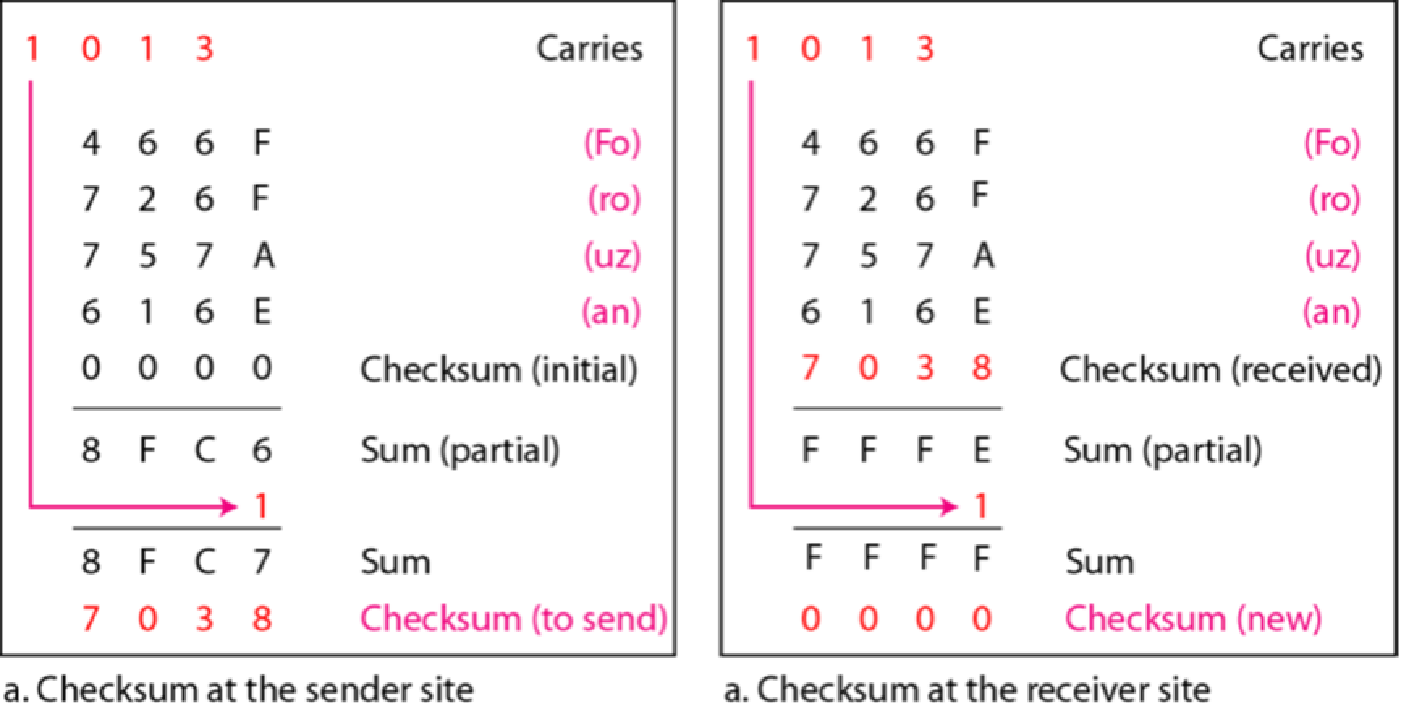 1 0 1 3 Carries
4 6 6 F (Fo)
7 2 6 F (ro)
7 5 7 A (uz)
6 1 6 E (an)
0 0 0 0 Checksum (initial)
8 F C 6 Sum (partial)
1
8 F C 7 Sum
7 0 3 8 Checksum (to send)
a. Checksum at the sender site
1 0 1 3 Carries
4 6 6 F (Fo)
7 2 6 F (ro)
7 5 7 A (uz)
6 1 6 E (an)
7 0 3 8 Checksum (received)
F F F E Sum (partial)
1
F F F F Sum
0 0 0 0 Checksum (new)
a. Checksum at the receiver site